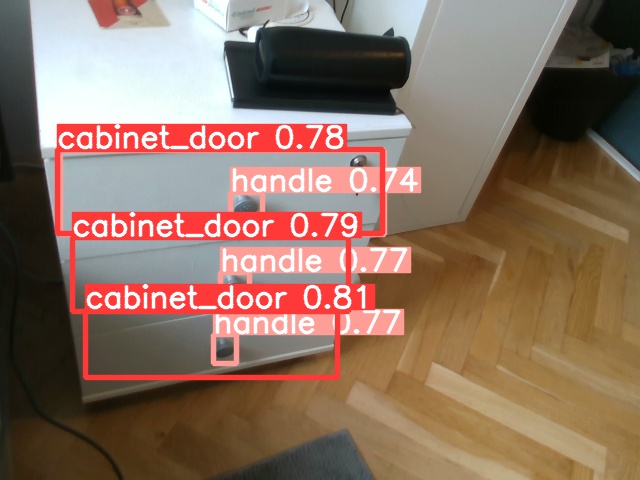 cabinet_door 0.78
handle 0.74
cabinet_door 0.79
handle 0.77
cabinet_door 0.81
handle 0.77